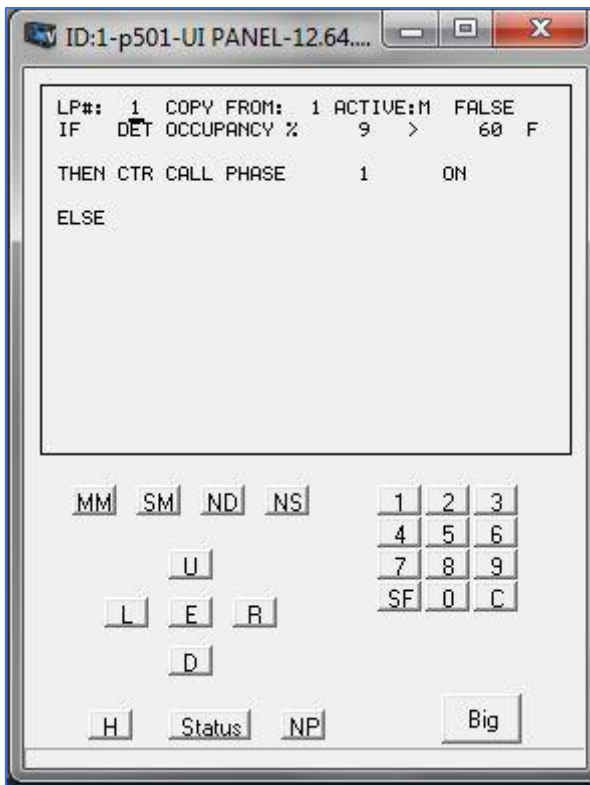 ID:1-p501-UI PANEL-12.64....
LP#: 1 COPY FROM: 1 ACTIVE:M FALSE
IF DET OCCUPANCY % 9 > 60 F
THEN CTR CALL PHASE 1 ON
ELSE
MM SM ND NS
1 2 3
4 5 6
U 7 8 9
SF 0 C
L E R
D
H Status NP Big